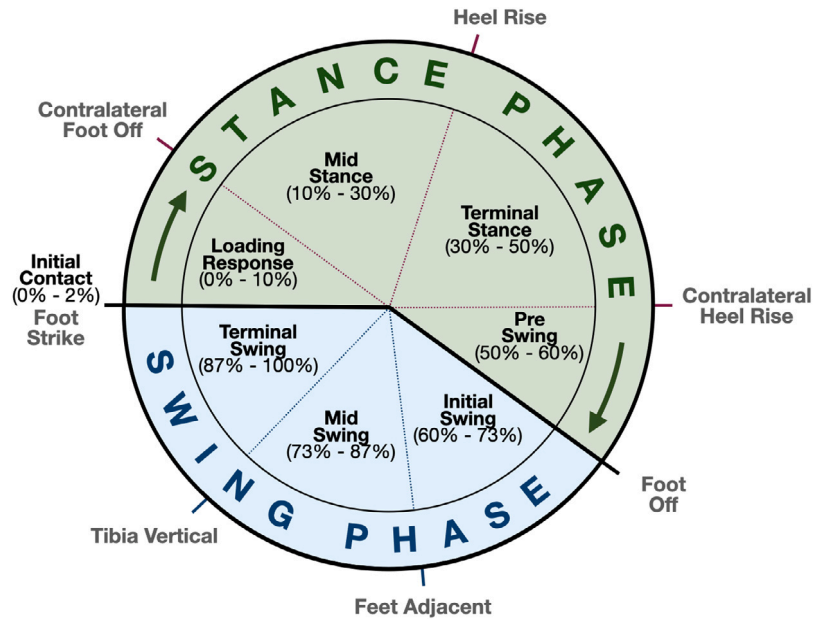 Heel Rise
STANCE PHASE
Contralateral
Foot Off
Mid
Stance
(10% - 30%)
Terminal
Stance
(30% - 50%)
Loading
Response
(0% - 10%)
Initial
Contact
(0% - 2%)
Foot
Strike
Contralateral
Heel Rise
Pre
Swing
(50% - 60%)
Terminal
Swing
(87% - 100%)
Initial
Swing
(60% - 73%)
Mid
Swing
(73% - 87%)
SWING PHASE
Foot
Off
Tibia Vertical
Feet Adjacent